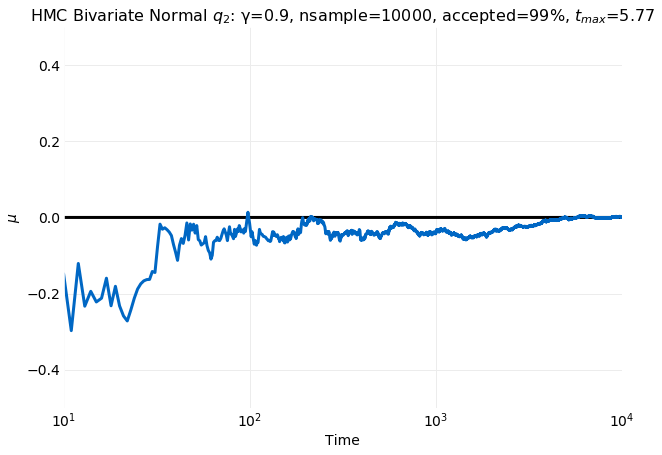 HMC Bivariate Normal q₂: γ=0.9, nsample=10000, accepted=99%, tₘₐₓ=5.77
0.4
0.2
0.0
−0.2
−0.4
μ
10¹ 10² 10³ 10⁴
Time